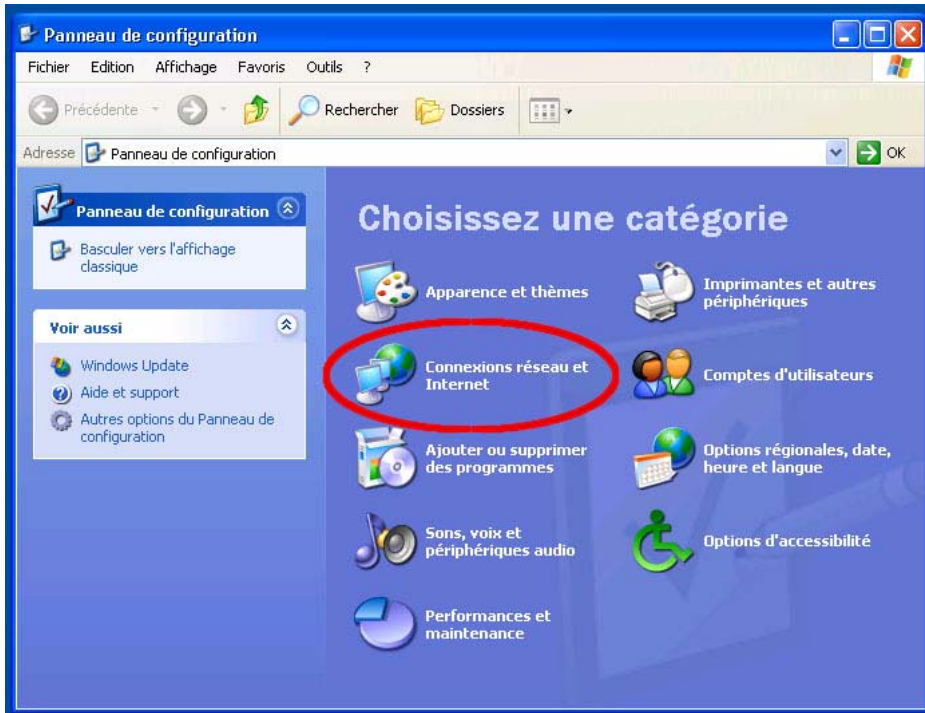 Panneau de configuration
Fichier Edition Affichage Favoris Outils ?
Précédente Rechercher Dossiers
Adresse Panneau de configuration OK
Panneau de configuration
Basculer vers l'affichage
classique
Voir aussi
Windows Update
Aide et support
Autres options du Panneau de
configuration
Choisissez une catégorie
Apparence et thèmes
Imprimantes et autres
périphériques
Connexions réseau et
Internet
Comptes d'utilisateurs
Ajouter ou supprimer
des programmes
Options régionales, date,
heure et langue
Sons, voix et
périphériques audio
Options d'accessibilité
Performances et
maintenance